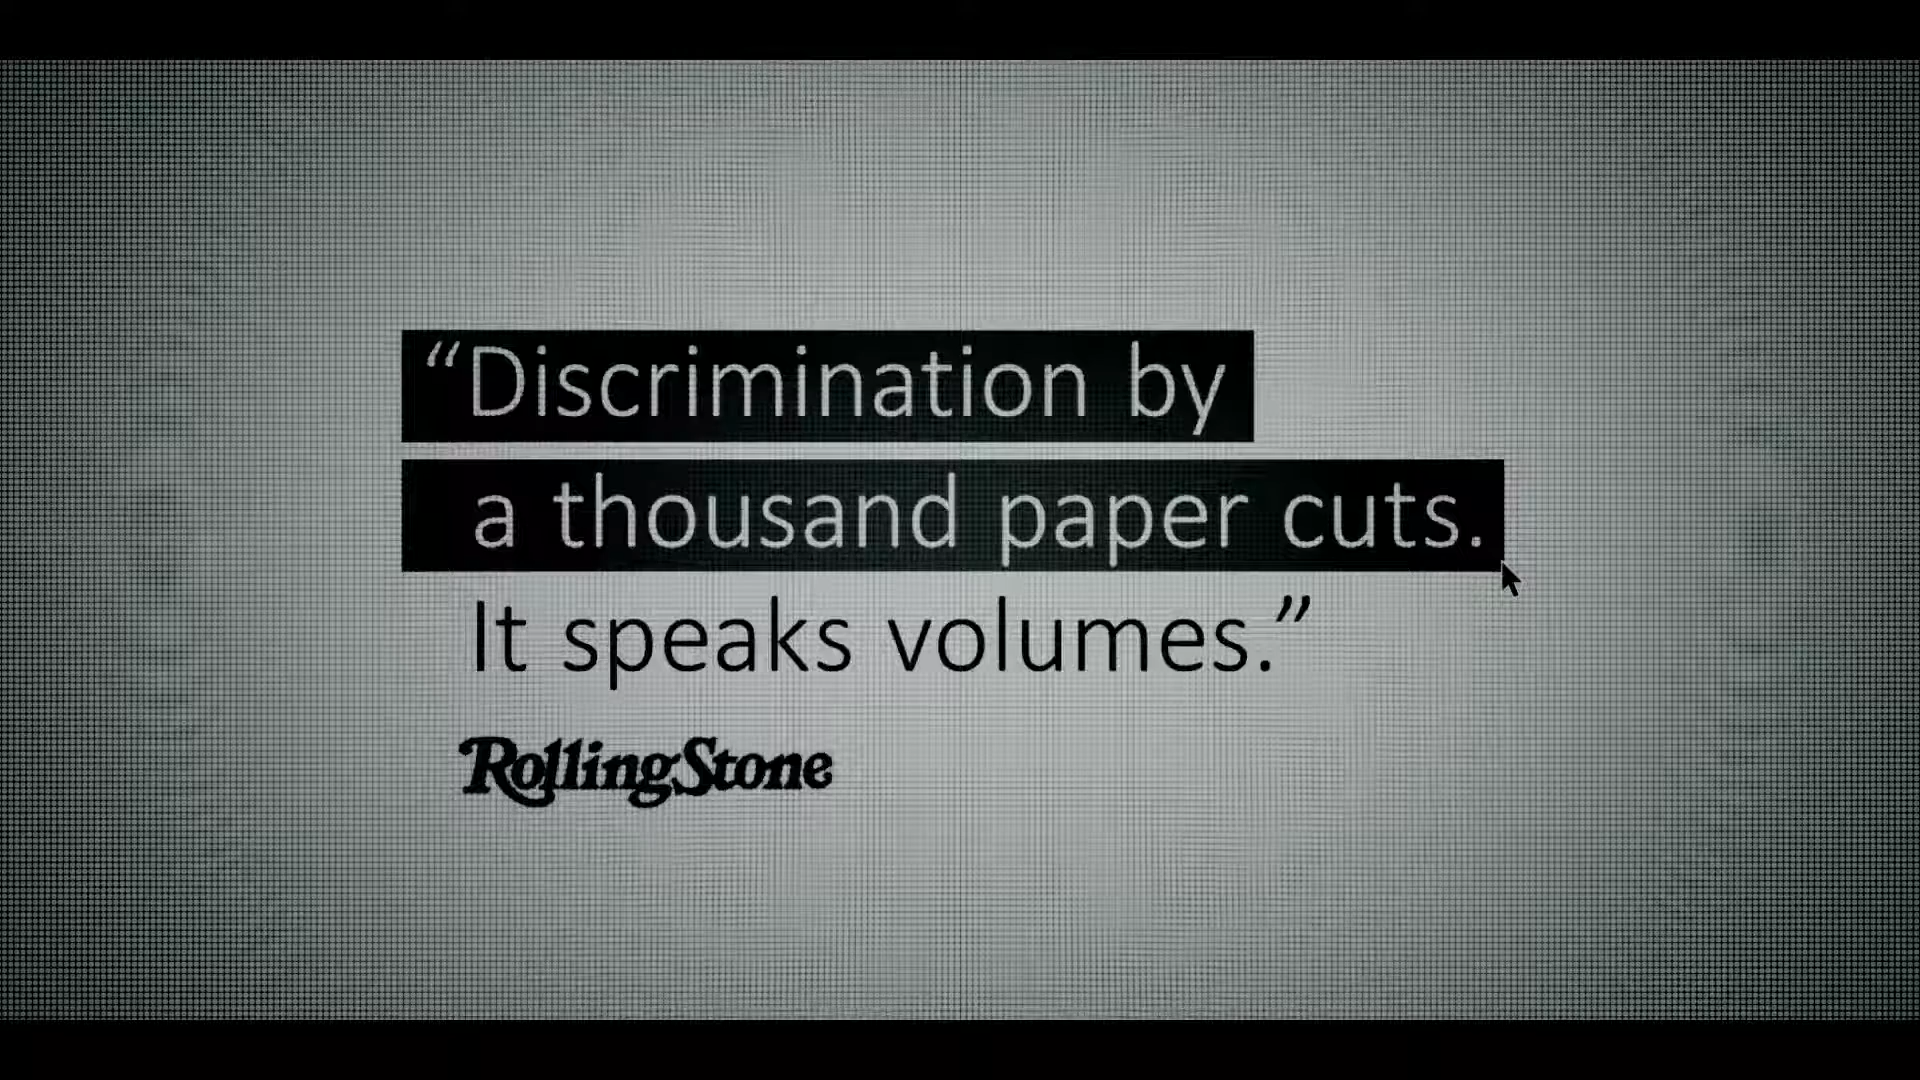 “Discrimination by
a thousand paper cuts.
It speaks volumes.”
RollingStone